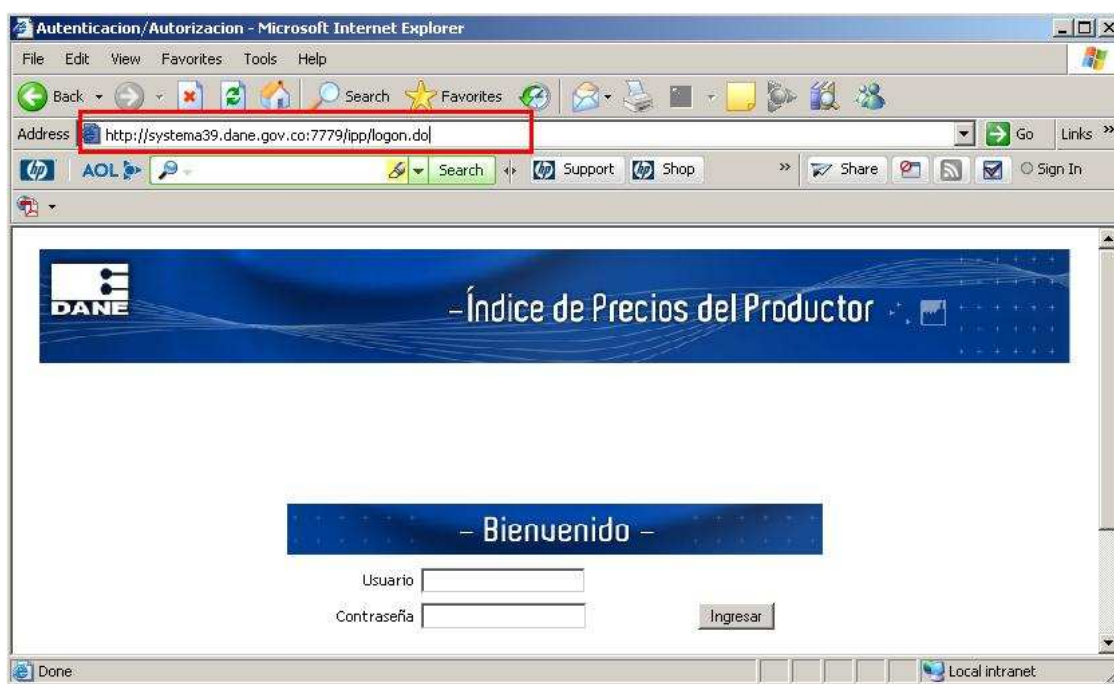 Autenticacion/Autorizacion - Microsoft Internet Explorer
File Edit View Favorites Tools Help
Back Search Favorites
Address http://systema39.dane.gov.co:7779/ipp/logon.do Go Links »
hp AOL Search Support Shop » Share Sign In
DANE
–Índice de Precios del Productor
– Bienvenido –
Usuario
Contraseña Ingresar
Done Local intranet